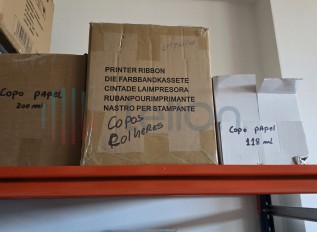 Copo PAPEL
200 ml
PRINTER RIBBON
DIE FARBBANDKASSETE
CINTADE LAIMPRESORA
RUBANPOURIMPRIMANTE
NASTRO PER STAMPANTE
Copos
Colheres
Copo PAPEL
118 ml